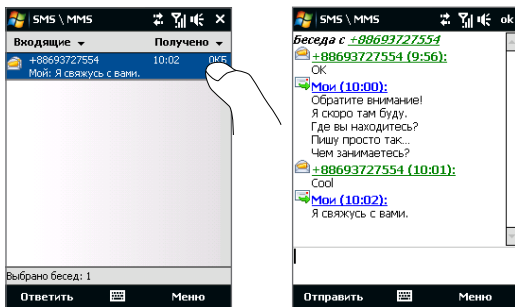 SMS \ MMS
Входящие
Получено
+88693727554 10:02 0КБ
Мой: Я свяжусь с вами.
Выбрано бесед: 1
Ответить
Меню
SMS \ MMS
ok
Беседа с +88693727554
+88693727554 (9:56):
OK
Мои (10:00):
Обратите внимание!
Я скоро там буду.
Где вы находитесь?
Пишу просто так...
Чем занимаетесь?
+88693727554 (10:01):
Cool
Мои (10:02):
Я свяжусь с вами.
Отправить
Меню